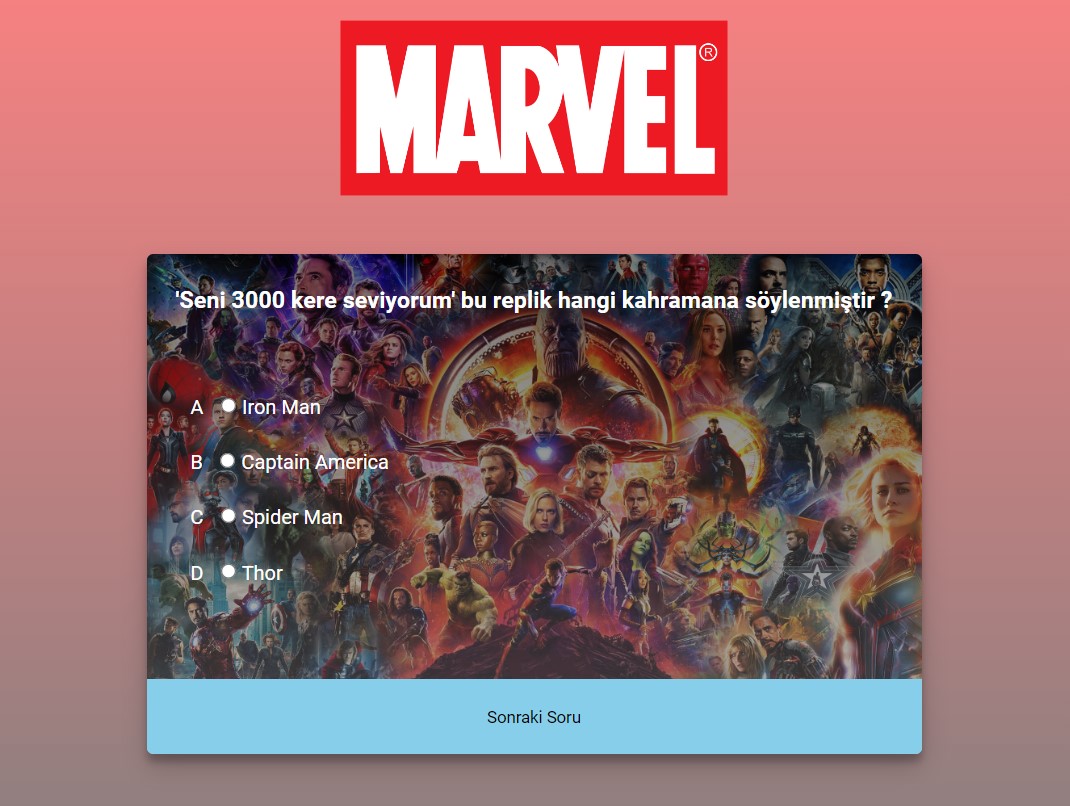 MARVEL®
'Seni 3000 kere seviyorum' bu replik hangi kahramana söylenmiştir ?
A Iron Man
B Captain America
C Spider Man
D Thor
Sonraki Soru